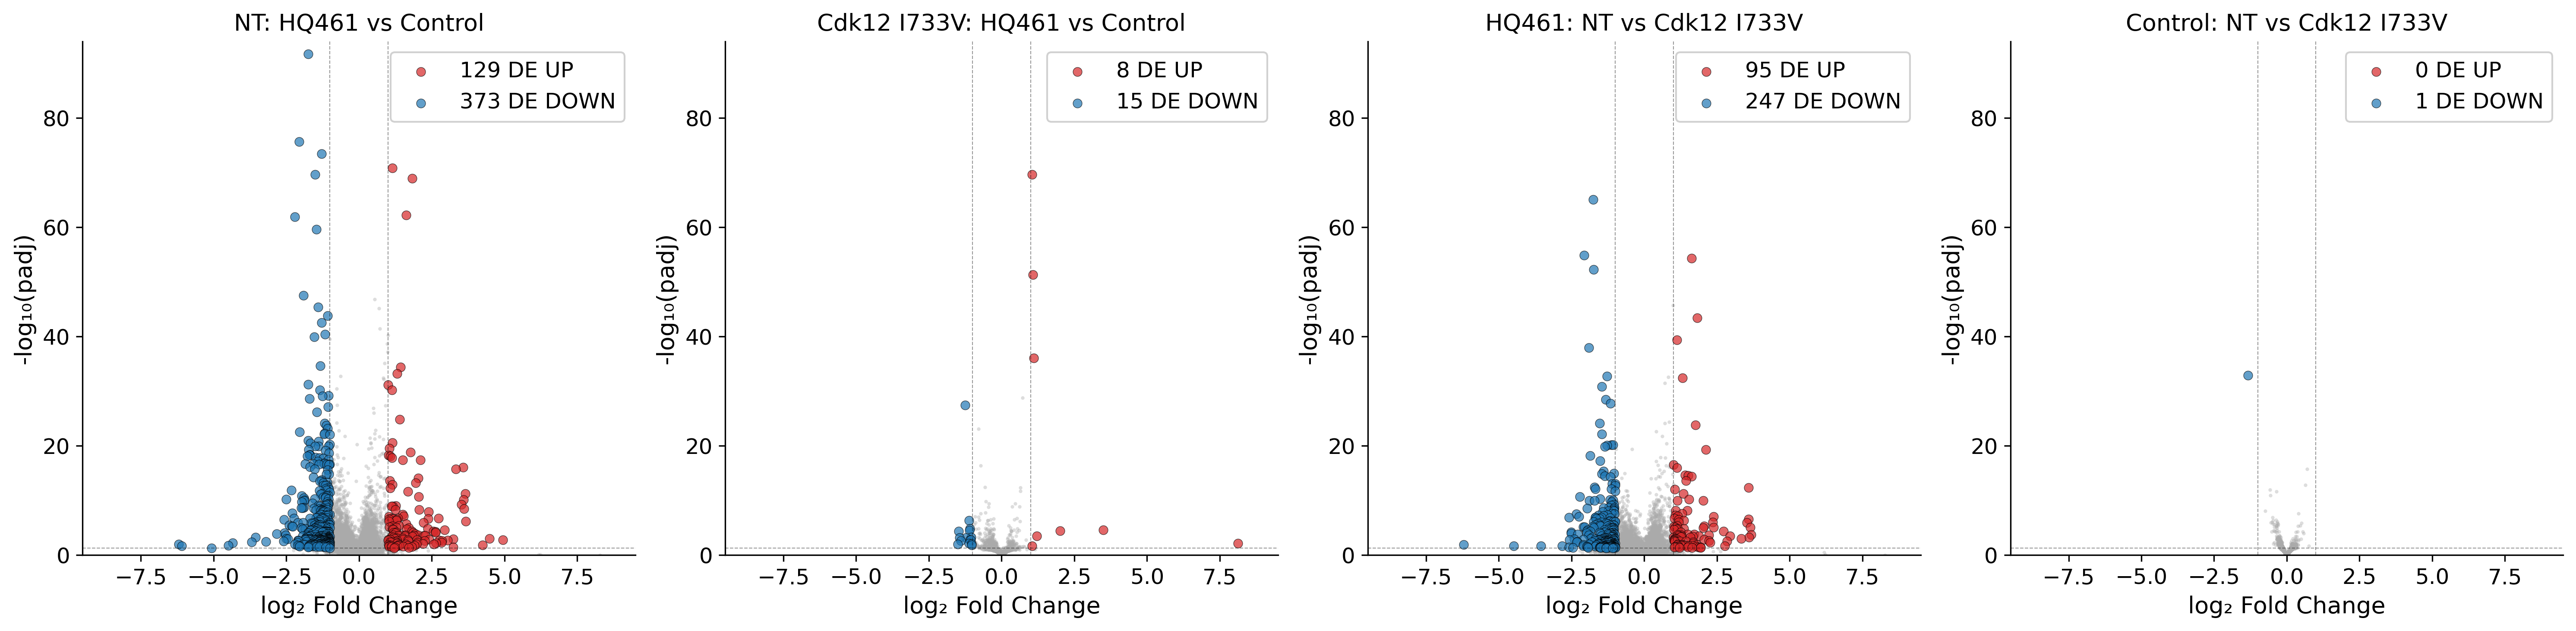 NT: HQ461 vs Control
129 DE UP
373 DE DOWN
-log₁₀(padj)
80
60
40
20
0
−7.5 −5.0 −2.5 0.0 2.5 5.0 7.5
log₂ Fold Change
Cdk12 I733V: HQ461 vs Control
8 DE UP
15 DE DOWN
-log₁₀(padj)
80
60
40
20
0
−7.5 −5.0 −2.5 0.0 2.5 5.0 7.5
log₂ Fold Change
HQ461: NT vs Cdk12 I733V
95 DE UP
247 DE DOWN
-log₁₀(padj)
80
60
40
20
0
−7.5 −5.0 −2.5 0.0 2.5 5.0 7.5
log₂ Fold Change
Control: NT vs Cdk12 I733V
0 DE UP
1 DE DOWN
-log₁₀(padj)
80
60
40
20
0
−7.5 −5.0 −2.5 0.0 2.5 5.0 7.5
log₂ Fold Change